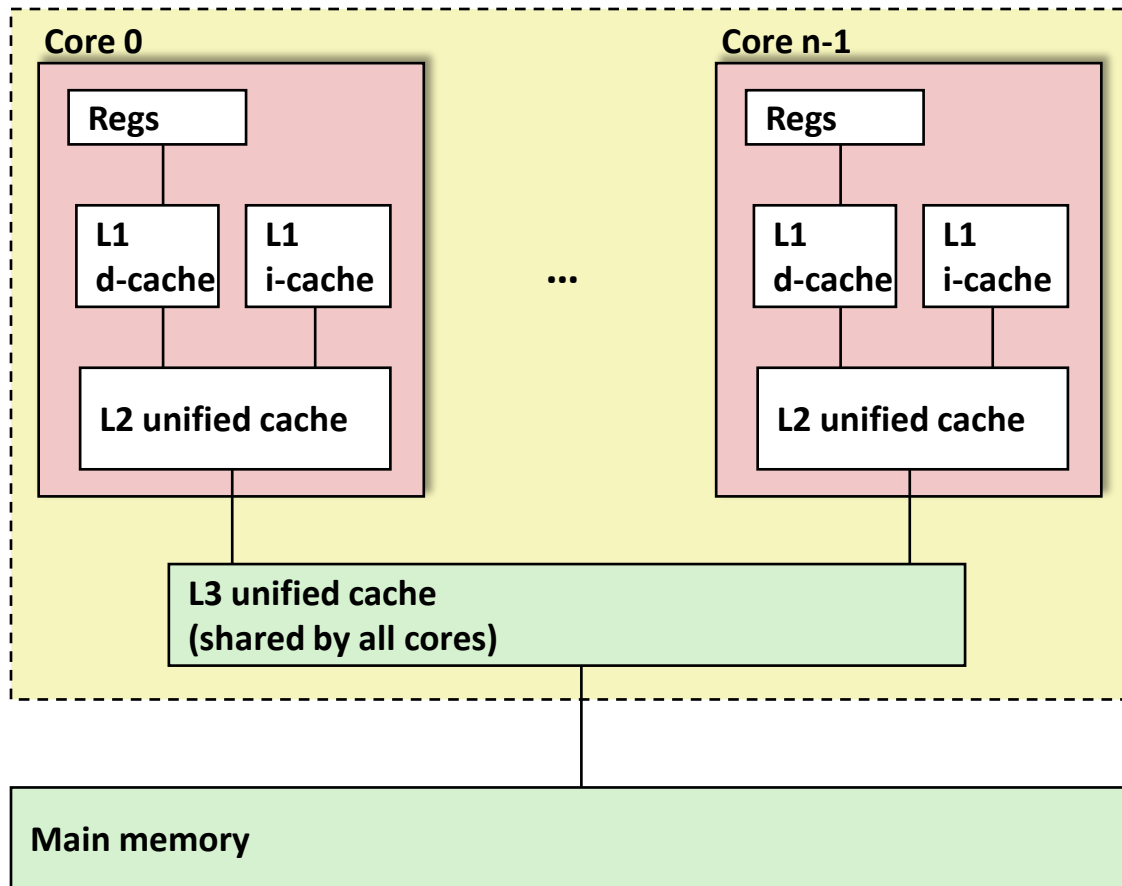 Core 0
Regs
L1
d-cache
L1
i-cache
L2 unified cache
...
Core n-1
Regs
L1
d-cache
L1
i-cache
L2 unified cache
L3 unified cache
(shared by all cores)
Main memory